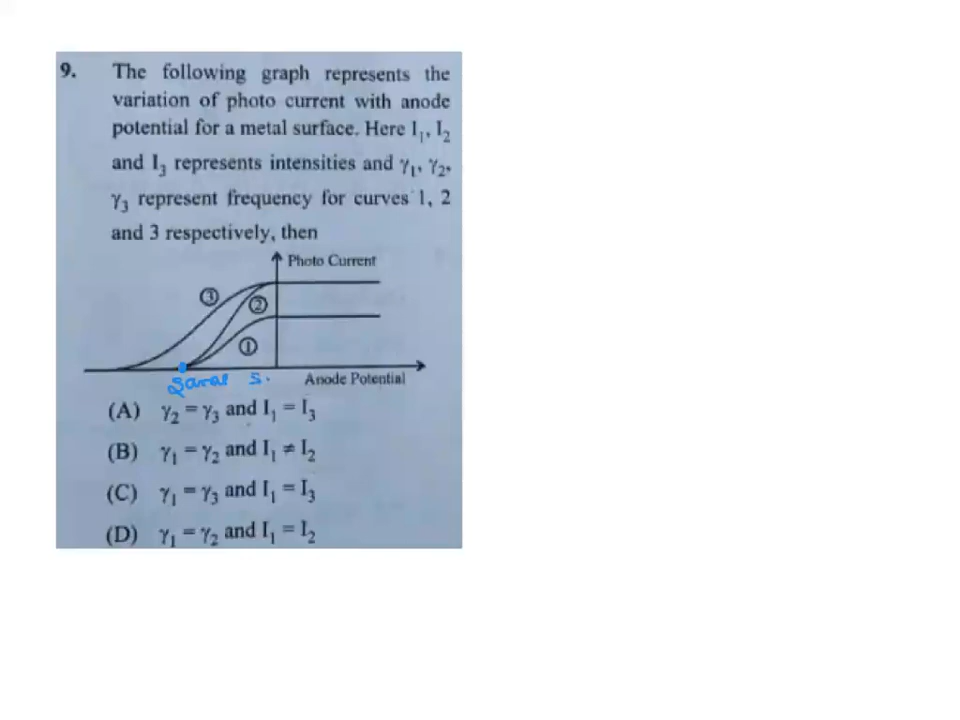 9. The following graph represents the
variation of photo current with anode
potential for a metal surface. Here I₁, I₂
and I₃ represents intensities and γ₁, γ₂,
γ₃ represent frequency for curves 1, 2
and 3 respectively, then
Photo Current
③
②
①
S.
Anode Potential
(A) γ₂ = γ₃ and I₁ = I₃
(B) γ₁ = γ₂ and I₁ ≠ I₂
(C) γ₁ = γ₃ and I₁ = I₃
(D) γ₁ = γ₂ and I₁ = I₂